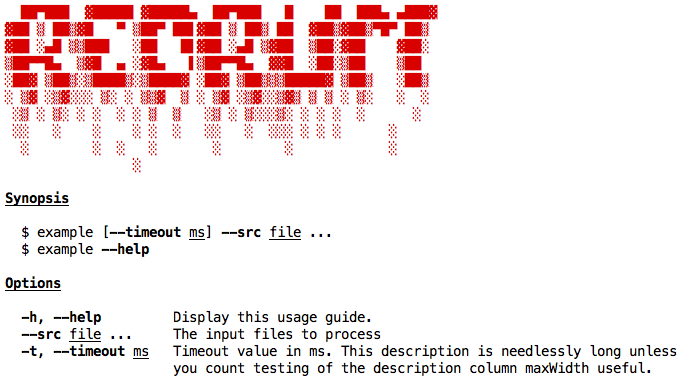 Synopsis
$ example [--timeout ms] --src file ...
$ example --help
Options
-h, --help Display this usage guide.
--src file ... The input files to process
-t, --timeout ms Timeout value in ms. This description is needlessly long unless
you count testing of the description column maxWidth useful.